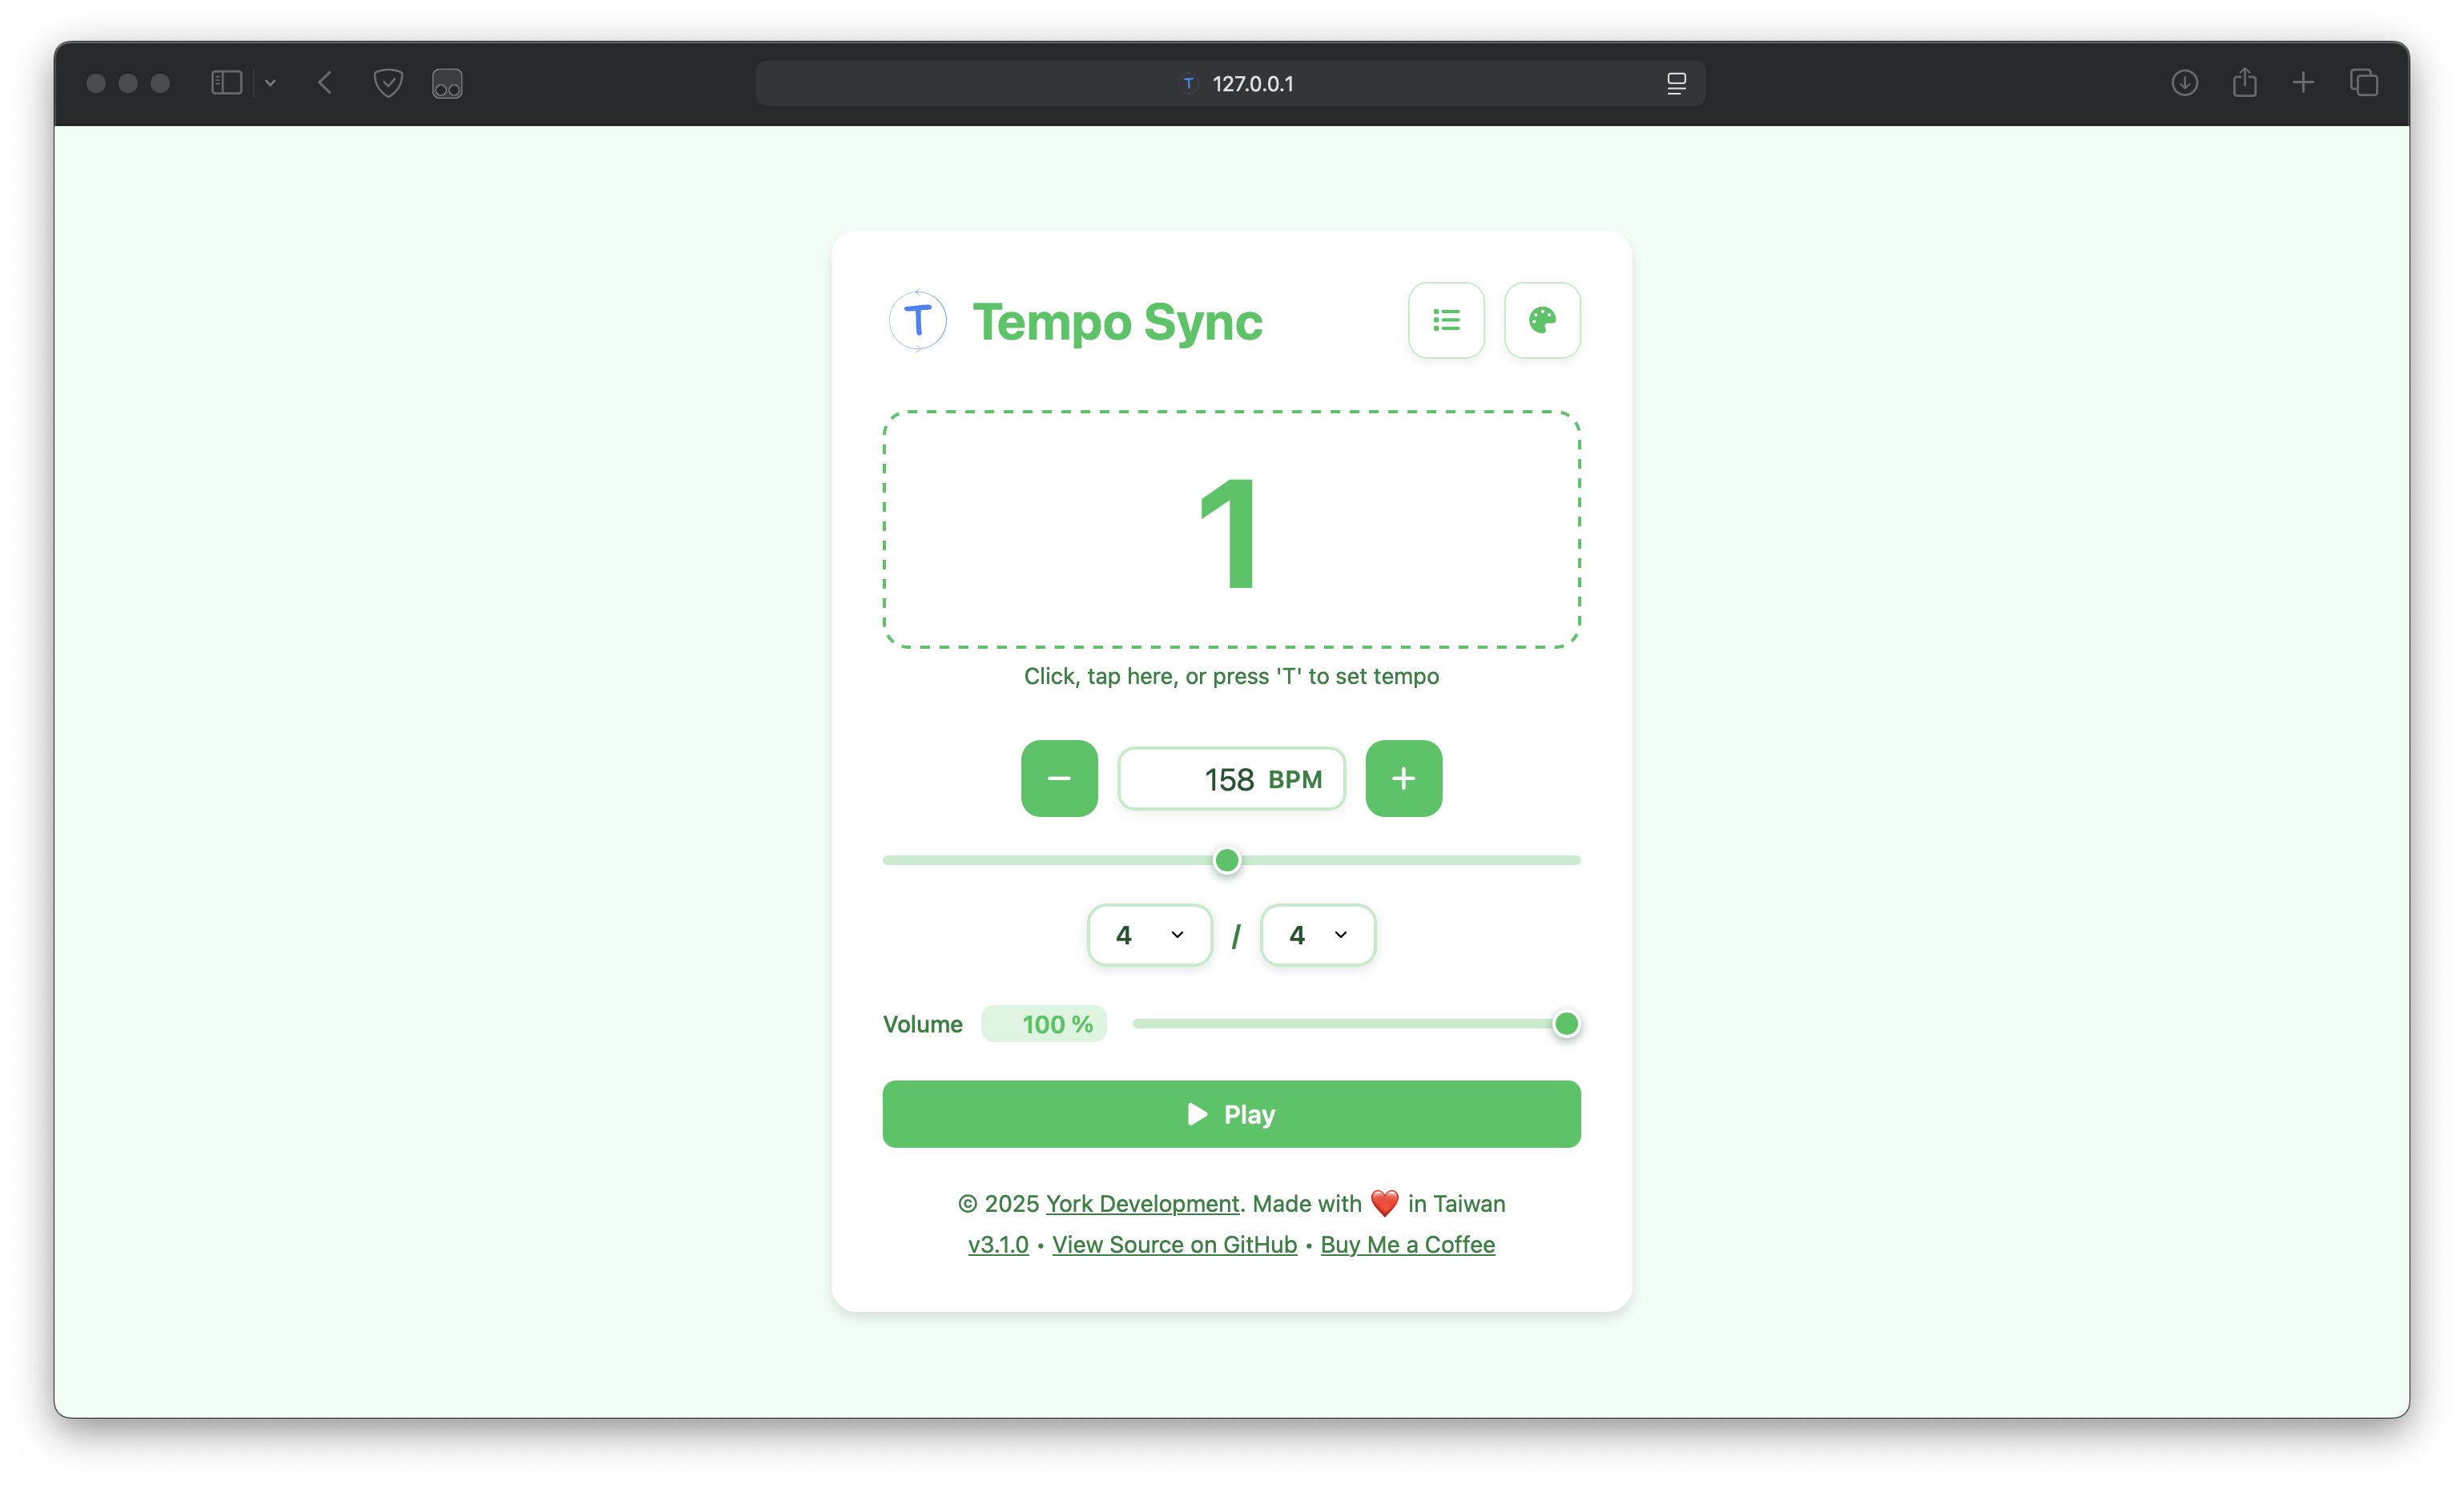 T 127.0.0.1
T Tempo Sync
1
Click, tap here, or press 'T' to set tempo
− 158 BPM +
4 / 4
Volume 100 %
Play
© 2025 York Development. Made with ❤️ in Taiwan
v3.1.0 • View Source on GitHub • Buy Me a Coffee